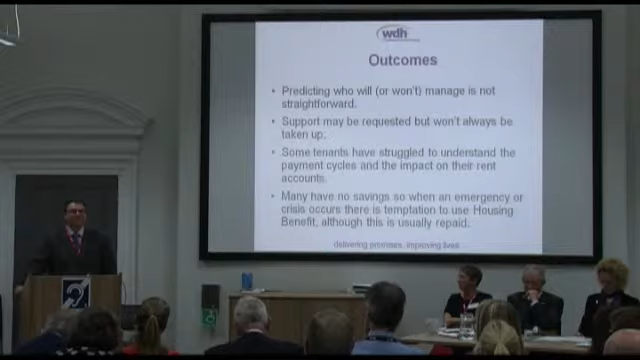 wdh
Outcomes
• Predicting who will (or won't) manage is not
straightforward.
• Support may be requested but won't always be
taken up.
• Some tenants have struggled to understand the
payment cycles and the impact on their rent
accounts.
• Many have no savings so when an emergency or
crisis occurs there is temptation to use Housing
Benefit, although this is usually repaid.
delivering promises, improving lives